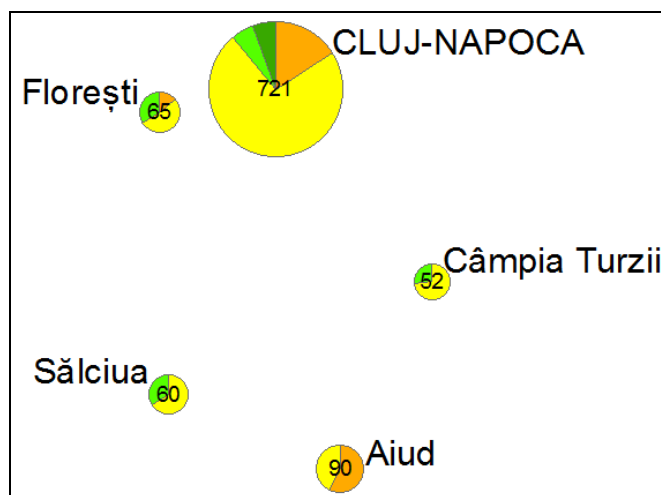 CLUJ-NAPOCA
721
Florești
65
Câmpia Turzii
52
Sălciua
60
Aiud
90